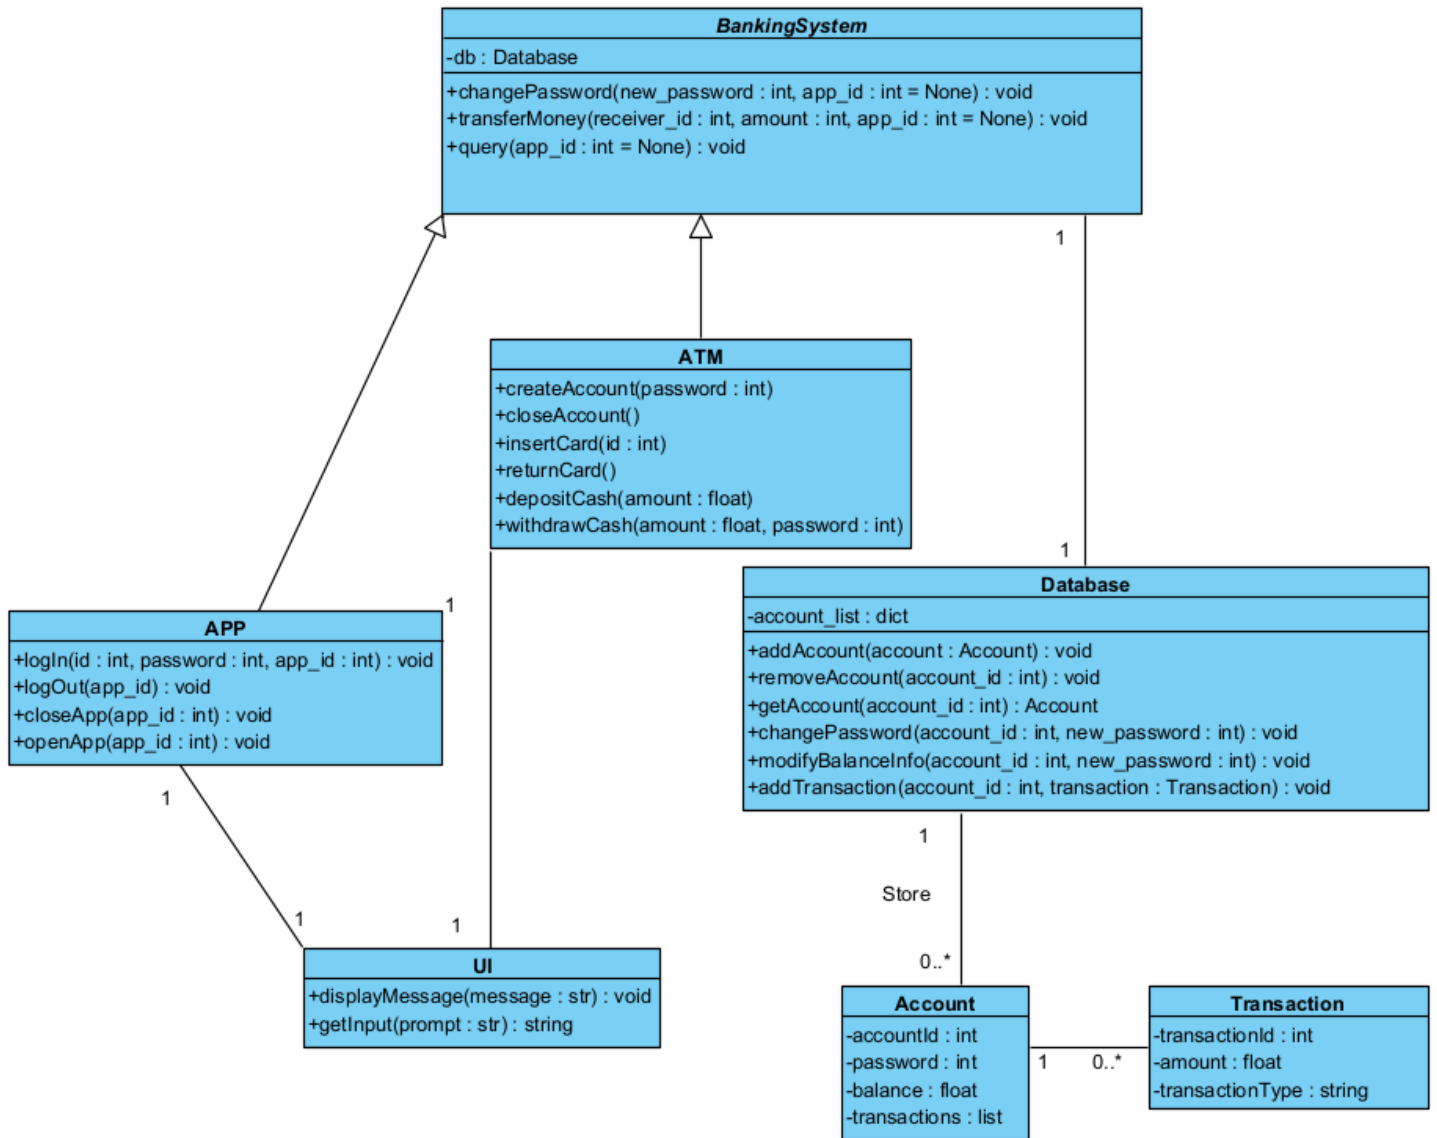 BankingSystem
-db : Database
+changePassword(new_password : int, app_id : int = None) : void
+transferMoney(receiver_id : int, amount : int, app_id : int = None) : void
+query(app_id : int = None) : void
1
ATM
+createAccount(password : int)
+closeAccount()
+insertCard(id : int)
+returnCard()
+depositCash(amount : float)
+withdrawCash(amount : float, password : int)
1
Database
-account_list : dict
+addAccount(account : Account) : void
+removeAccount(account_id : int) : void
+getAccount(account_id : int) : Account
+changePassword(account_id : int, new_password : int) : void
+modifyBalanceInfo(account_id : int, new_password : int) : void
+addTransaction(account_id : int, transaction : Transaction) : void
1
APP
+logIn(id : int, password : int, app_id : int) : void
+logOut(app_id) : void
+closeApp(app_id : int) : void
+openApp(app_id : int) : void
1
1
Store
0..*
1
1
UI
+displayMessage(message : str) : void
+getInput(prompt : str) : string
Account
-accountId : int
-password : int
-balance : float
-transactions : list
1
0..*
Transaction
-transactionId : int
-amount : float
-transactionType : string